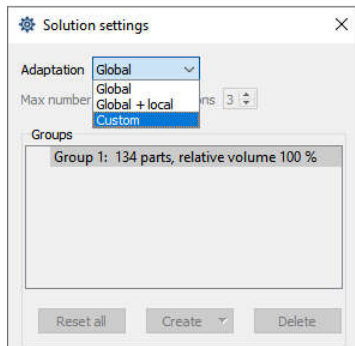 Solution settings
Adaptation Global
Global
Global + local
Custom
Max number ns 3
Groups
Group 1: 134 parts, relative volume 100 %
Reset all Create Delete